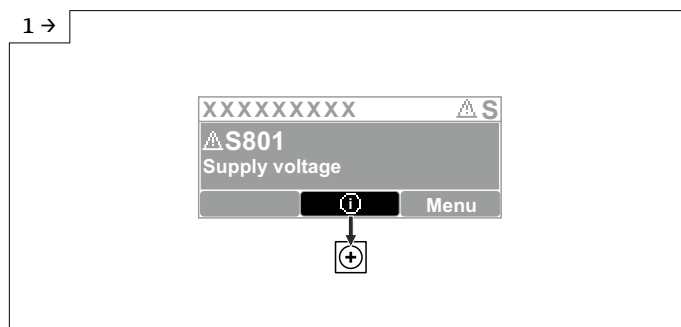 1 →
XXXXXXXXX ⚠ S
⚠S801
Supply voltage
ⓘ Menu
+